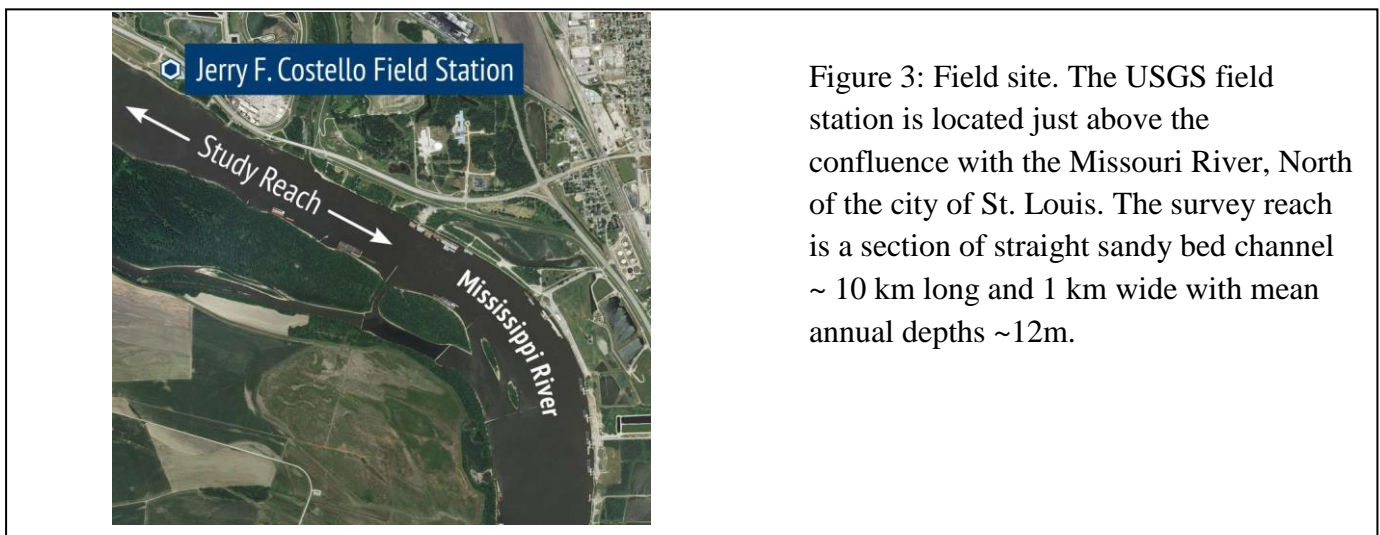 Jerry F. Costello Field Station
Study Reach
Mississippi River
Figure 3: Field site. The USGS field
station is located just above the
confluence with the Missouri River, North
of the city of St. Louis. The survey reach
is a section of straight sandy bed channel
~ 10 km long and 1 km wide with mean
annual depths ~12m.